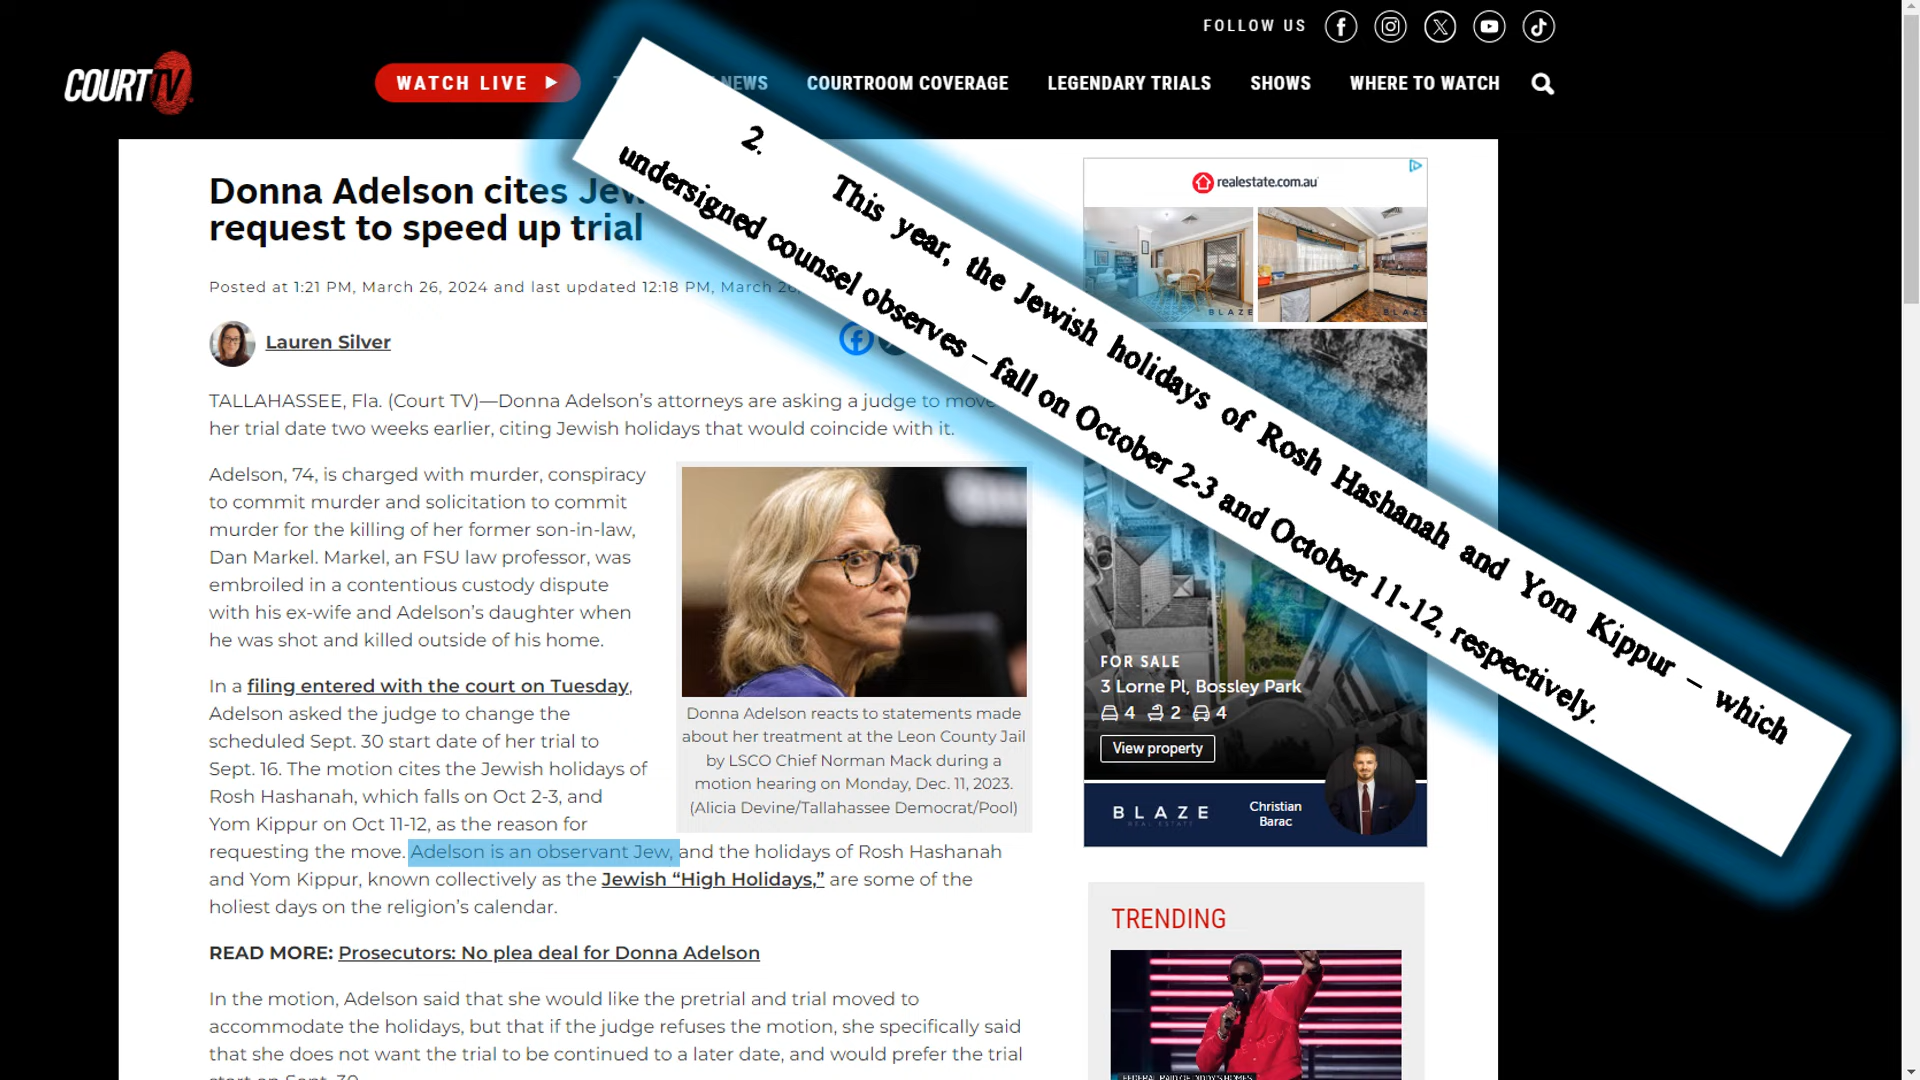 FOLLOW US
COURT TV
WATCH LIVE
NEWS
COURTROOM COVERAGE
LEGENDARY TRIALS
SHOWS
WHERE TO WATCH
Donna Adelson cites Jew
request to speed up trial
Posted at 1:21 PM, March 26, 2024 and last updated 12:18 PM, March 26
Lauren Silver
TALLAHASSEE, Fla. (Court TV)—Donna Adelson's attorneys are asking a judge to move
her trial date two weeks earlier, citing Jewish holidays that would coincide with it.
Adelson, 74, is charged with murder, conspiracy
to commit murder and solicitation to commit
murder for the killing of her former son-in-law,
Dan Markel. Markel, an FSU law professor, was
embroiled in a contentious custody dispute
with his ex-wife and Adelson's daughter when
he was shot and killed outside of his home.
In a filing entered with the court on Tuesday,
Adelson asked the judge to change the
scheduled Sept. 30 start date of her trial to
Sept. 16. The motion cites the Jewish holidays of
Rosh Hashanah, which falls on Oct 2-3, and
Yom Kippur on Oct 11-12, as the reason for
requesting the move. Adelson is an observant Jew, and the holidays of Rosh Hashanah
and Yom Kippur, known collectively as the Jewish "High Holidays," are some of the
holiest days on the religion's calendar.
READ MORE: Prosecutors: No plea deal for Donna Adelson
In the motion, Adelson said that she would like the pretrial and trial moved to
accommodate the holidays, but that if the judge refuses the motion, she specifically said
that she does not want the trial to be continued to a later date, and would prefer the trial
start on Sept. 30
Donna Adelson reacts to statements made
about her treatment at the Leon County Jail
by LSCO Chief Norman Mack during a
motion hearing on Monday, Dec. 11, 2023.
(Alicia Devine/Tallahassee Democrat/Pool)
2. This year, the Jewish holidays of Rosh Hashanah and Yom Kippur – which
undersigned counsel observes – fall on October 2-3 and October 11-12, respectively.
realestate.com.au
BLAZE
BLAZE
FOR SALE
3 Lorne Pl, Bossley Park
4 2 4
View property
BLAZE
REAL ESTATE
Christian
Barac
TRENDING
FEDERAL RAID OF DIDDY'S HOMES